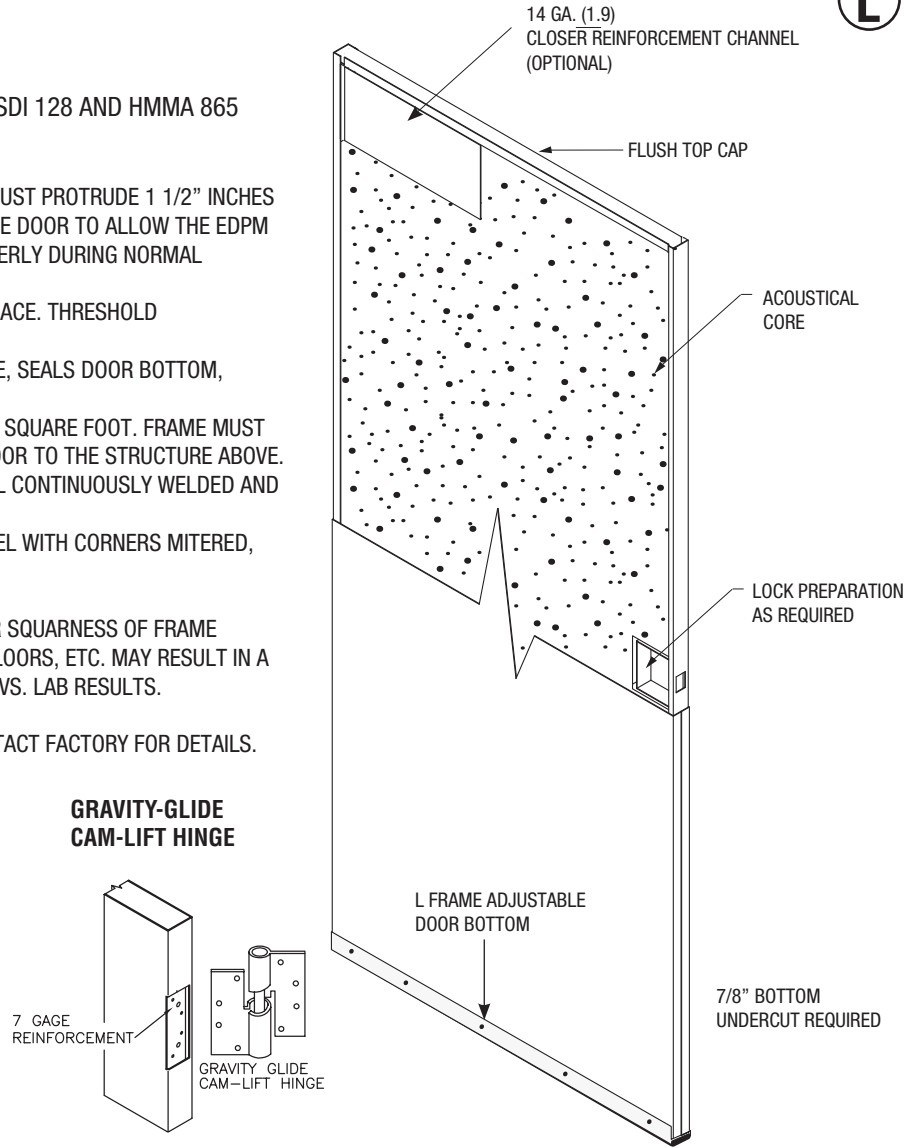 L
14 GA. (1.9)
CLOSER REINFORCEMENT CHANNEL
(OPTIONAL)
SDI 128 AND HMMA 865
FLUSH TOP CAP
UST PROTRUDE 1 1/2” INCHES
E DOOR TO ALLOW THE EDPM
ERLY DURING NORMAL
ACE. THRESHOLD
E, SEALS DOOR BOTTOM,
SQUARE FOOT. FRAME MUST
OOR TO THE STRUCTURE ABOVE.
L CONTINUOUSLY WELDED AND
EL WITH CORNERS MITERED,
R SQUARNESS OF FRAME
LOORS, ETC. MAY RESULT IN A
VS. LAB RESULTS.
TACT FACTORY FOR DETAILS.
ACOUSTICAL
CORE
LOCK PREPARATION
AS REQUIRED
GRAVITY-GLIDE
CAM-LIFT HINGE
7 GAGE
REINFORCEMENT
GRAVITY GLIDE
CAM-LIFT HINGE
L FRAME ADJUSTABLE
DOOR BOTTOM
7/8” BOTTOM
UNDERCUT REQUIRED